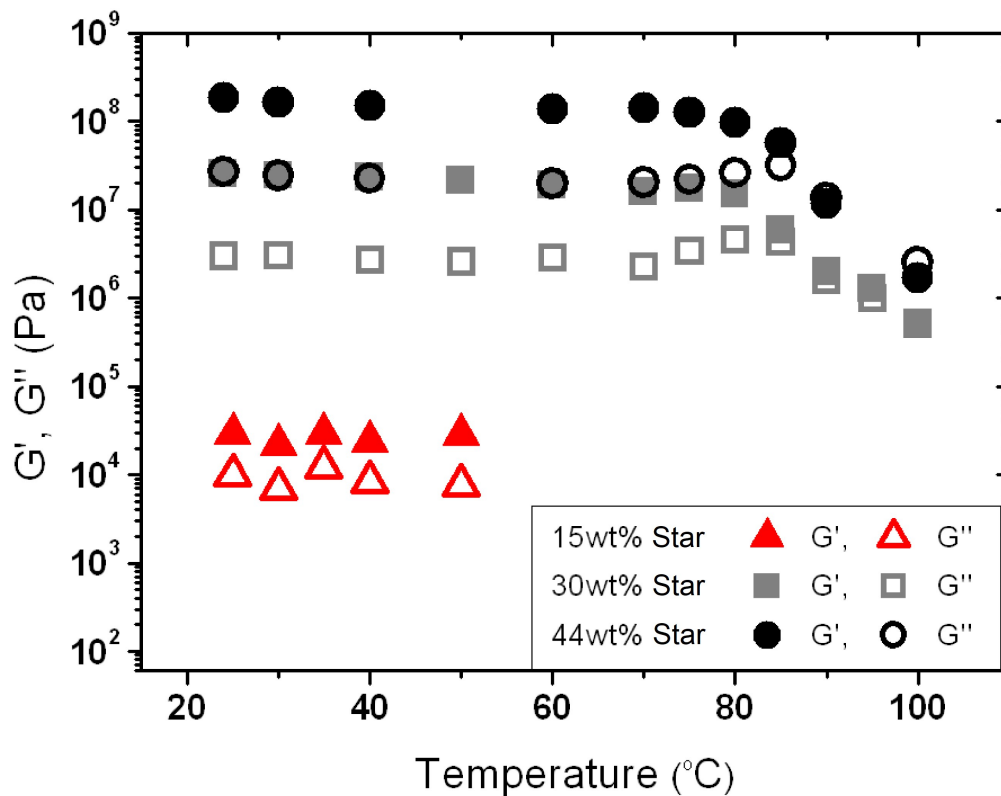 10⁹
10⁸
10⁷
10⁶
10⁵
10⁴
10³
10²
G', G'' (Pa)
15wt% Star G', G''
30wt% Star G', G''
44wt% Star G', G''
20 40 60 80 100
Temperature (°C)